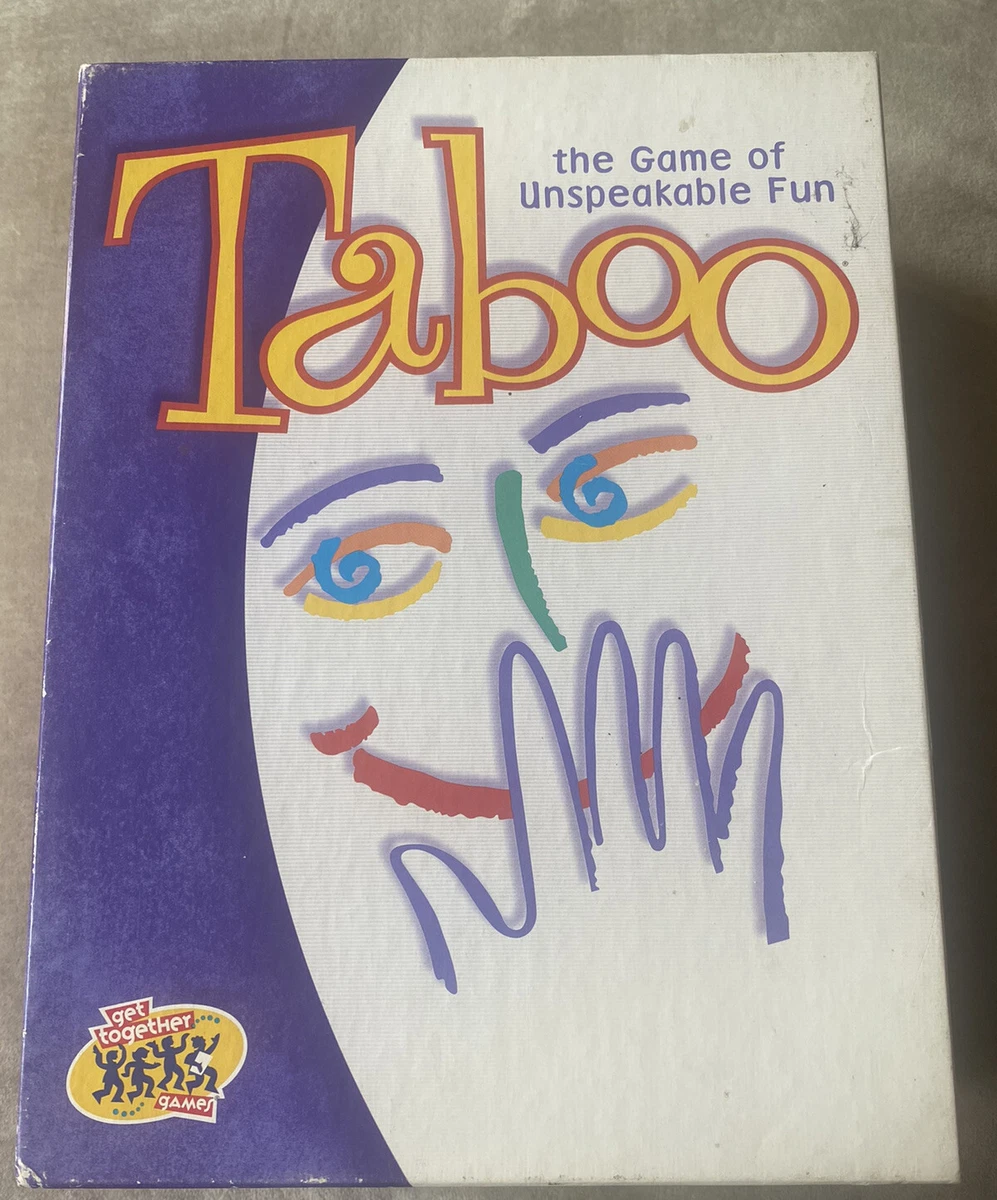 the Game of
Unspeakable Fun
Taboo
get
together
games